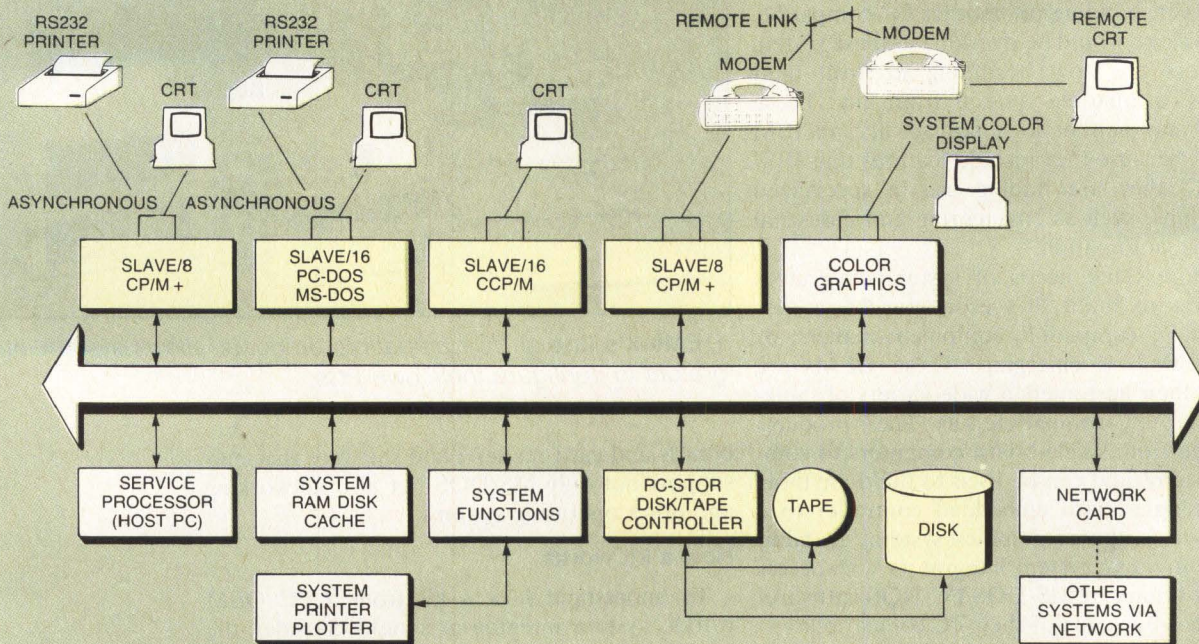 RS232
PRINTER
RS232
PRINTER
REMOTE LINK
MODEM
REMOTE
CRT
MODEM
CRT
CRT
CRT
SYSTEM COLOR
DISPLAY
ASYNCHRONOUS
ASYNCHRONOUS
SLAVE/8
CP/M +
SLAVE/16
PC-DOS
MS-DOS
SLAVE/16
CCP/M
SLAVE/8
CP/M +
COLOR
GRAPHICS
SERVICE
PROCESSOR
(HOST PC)
SYSTEM
RAM DISK
CACHE
SYSTEM
FUNCTIONS
PC-STOR
DISK/TAPE
CONTROLLER
TAPE
DISK
NETWORK
CARD
SYSTEM
PRINTER
PLOTTER
OTHER
SYSTEMS VIA
NETWORK